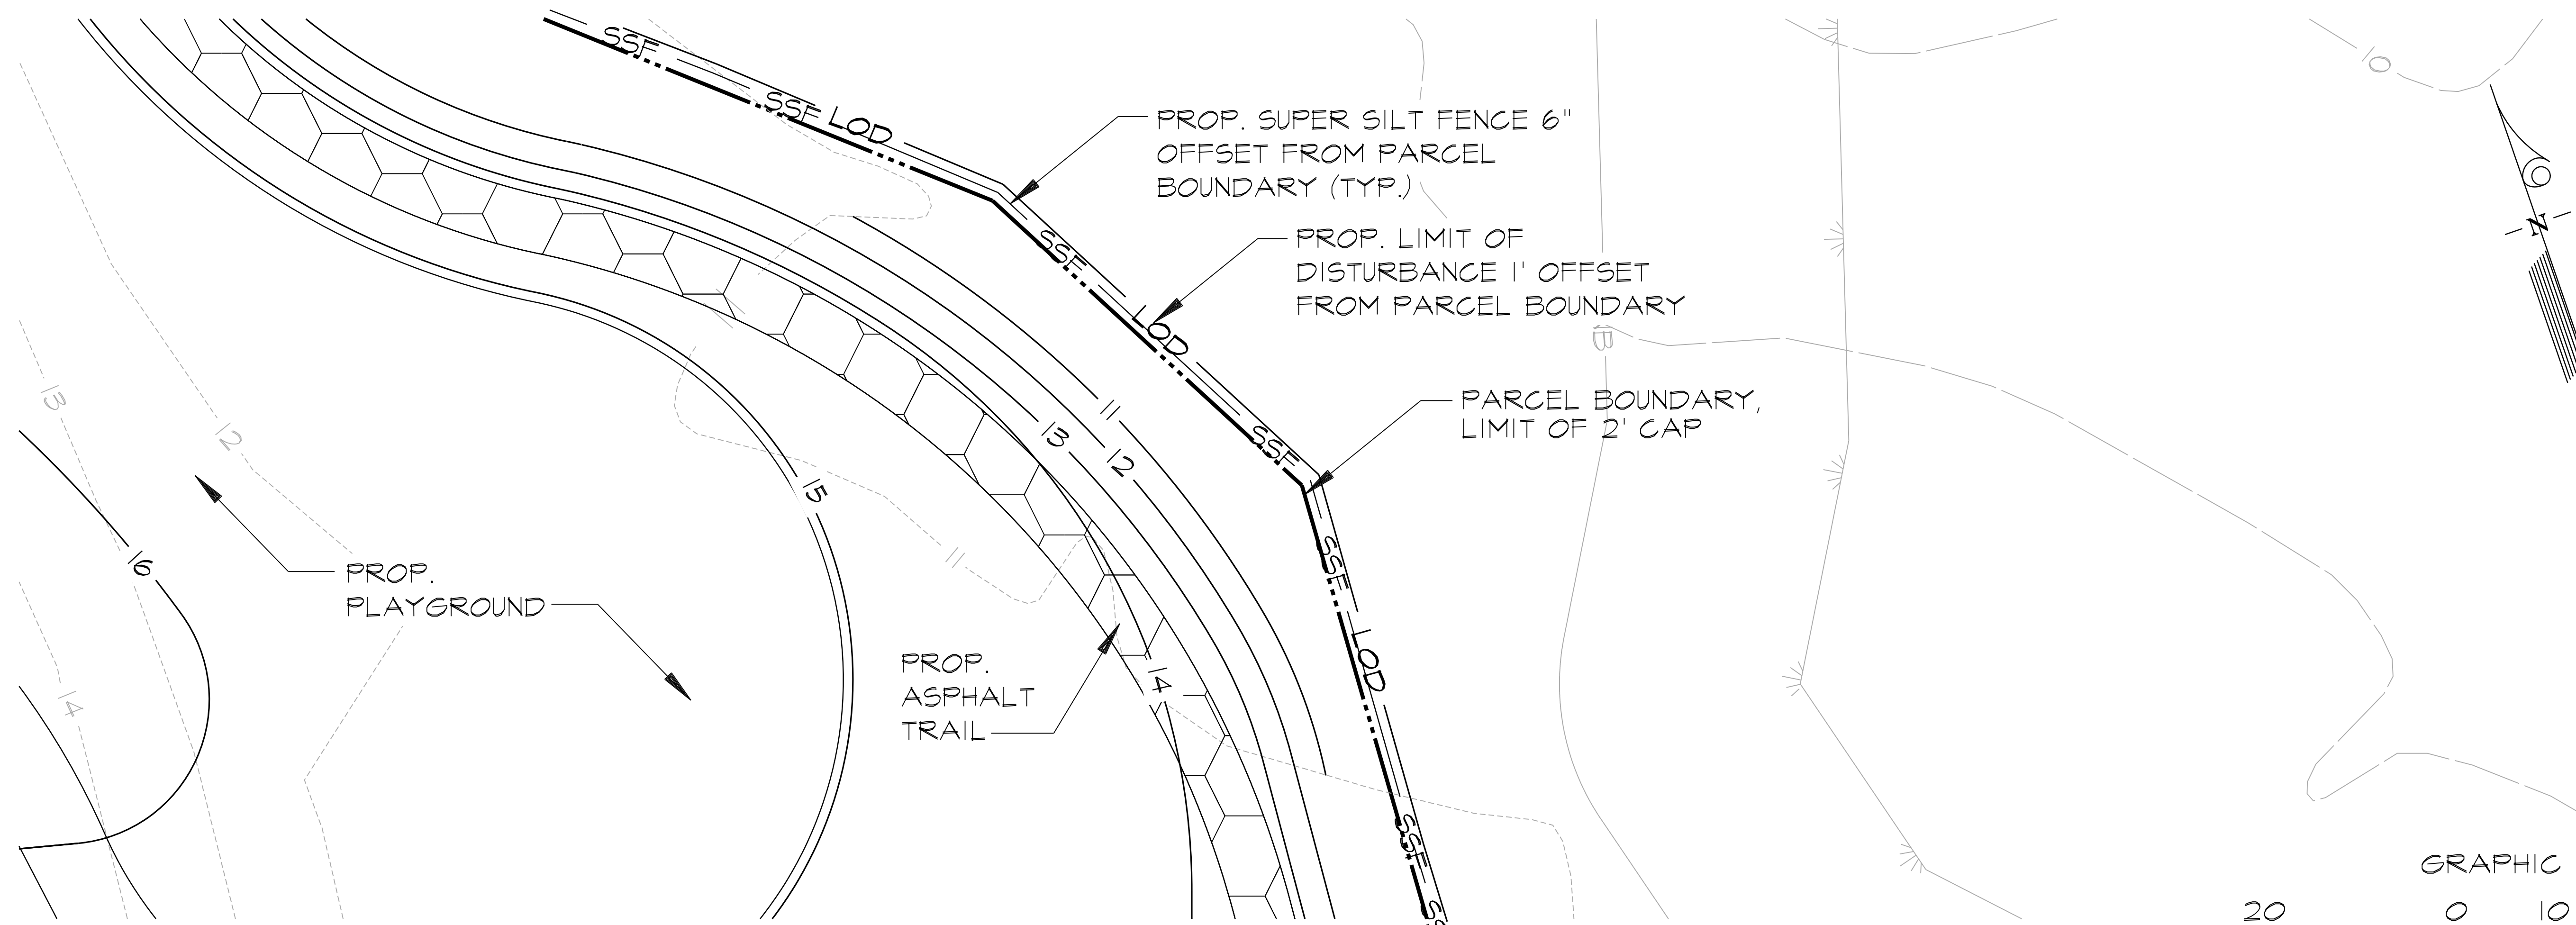 SSF
SSF LOD
PROP. SUPER SILT FENCE 6"
OFFSET FROM PARCEL
BOUNDARY (TYP.)
10
N
SSF
PROP. LIMIT OF
DISTURBANCE 1' OFFSET
FROM PARCEL BOUNDARY
LOD
B
PARCEL BOUNDARY,
LIMIT OF 2' CAP
SSF
13
12
11
13
12
15
16
11
SSF
PROP.
PLAYGROUND
PROP.
ASPHALT
TRAIL
14
14
LOD
SSF
GRAPHIC
20 0 10